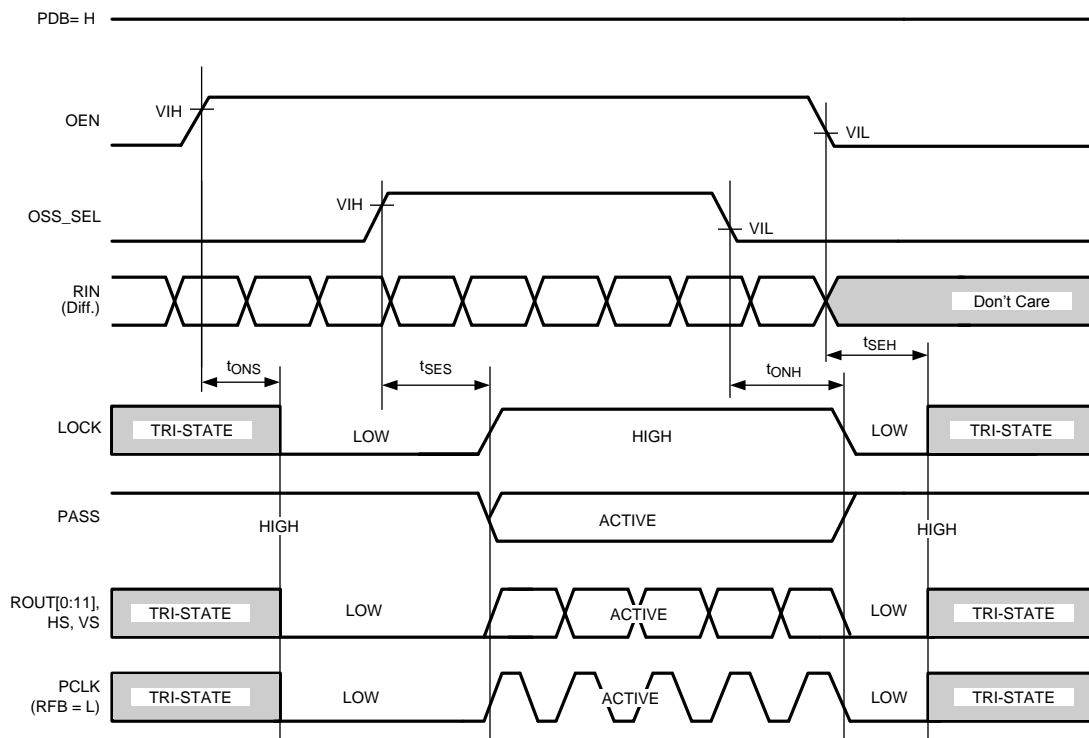 PDB= H
OEN
VIH
VIL
OSS_SEL
VIH
VIL
RIN
(Diff.)
Don't Care
tONS
tSES
tONH
tSEH
LOCK
TRI-STATE
LOW
HIGH
LOW
TRI-STATE
PASS
HIGH
ACTIVE
HIGH
ROUT[0:11],
HS, VS
TRI-STATE
LOW
ACTIVE
LOW
TRI-STATE
PCLK
(RFB = L)
TRI-STATE
LOW
ACTIVE
LOW
TRI-STATE